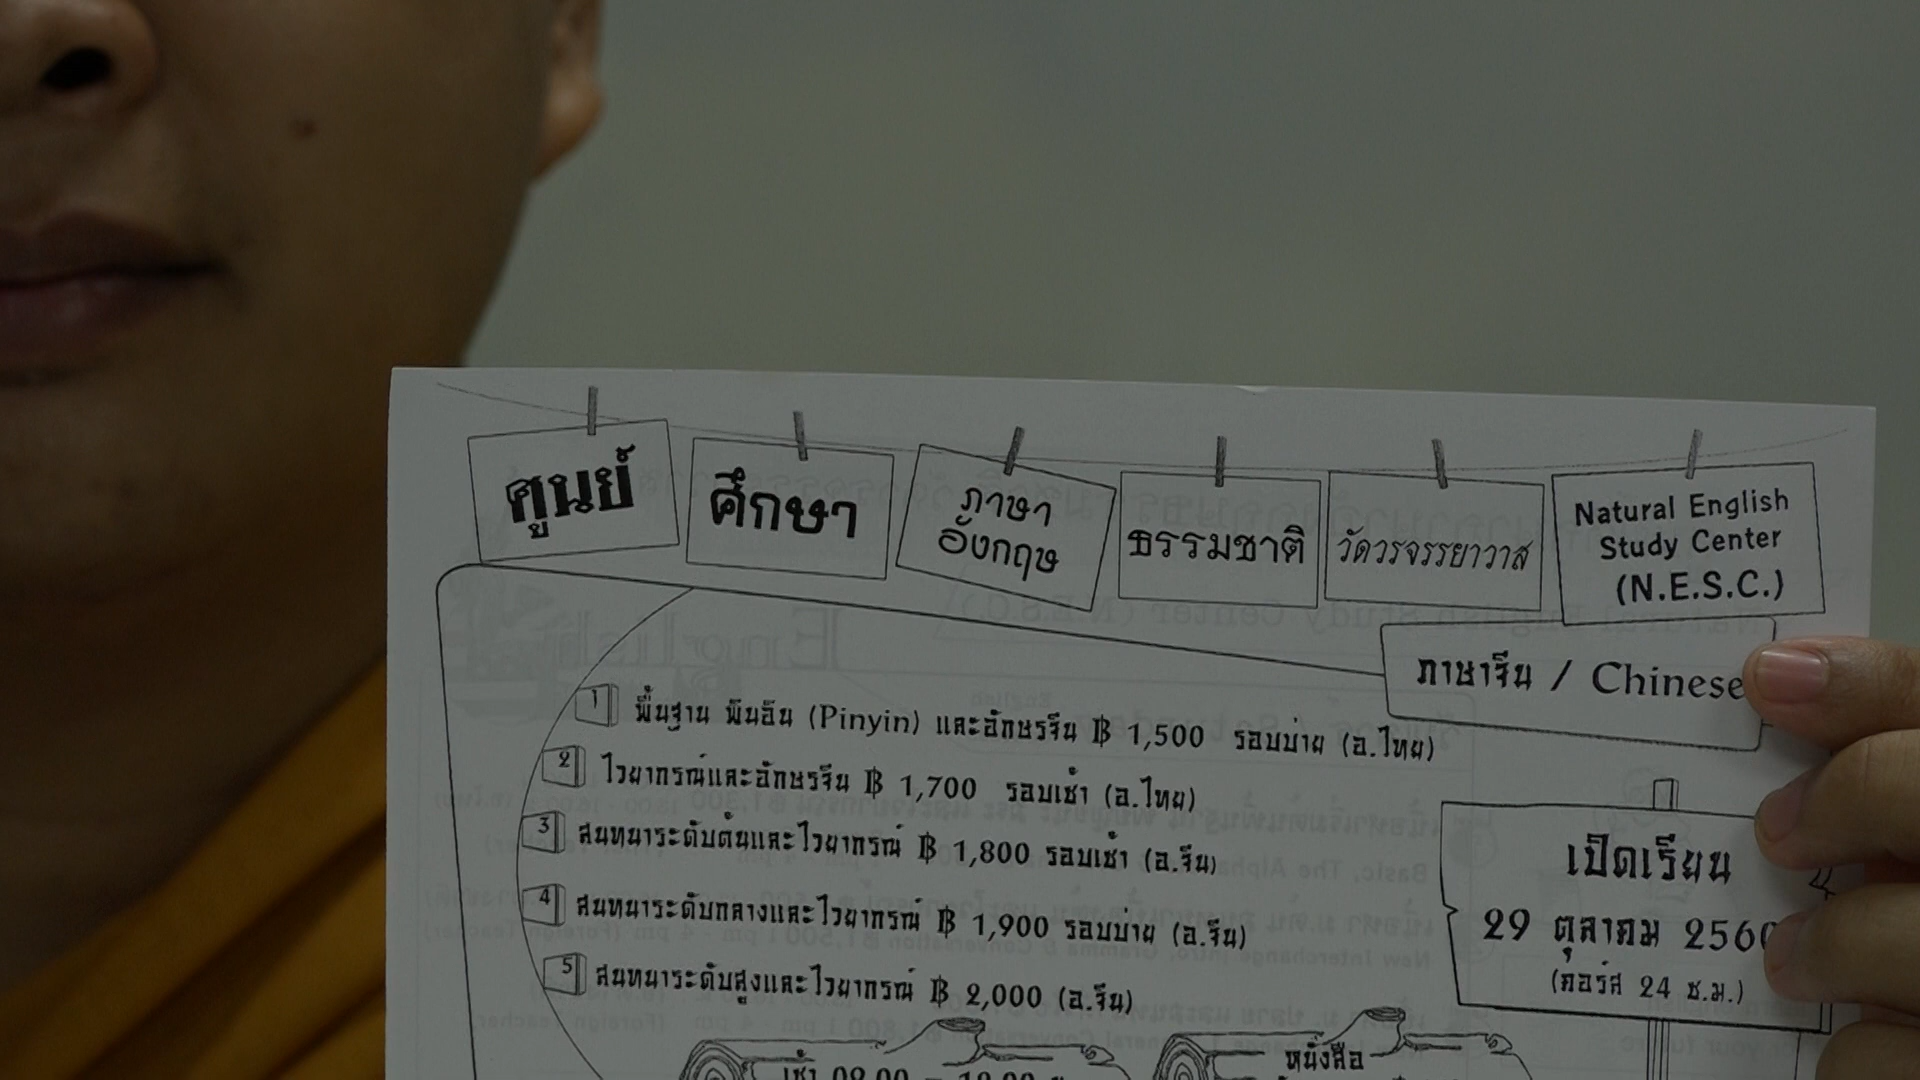 ศูนย์
ศึกษา
ภาษา
อังกฤษ
ธรรมชาติ
วัดวรจรรยาวาส
Natural English
Study Center
(N.E.S.C.)
ภาษาจีน / Chinese
1 พื้นฐาน พินอิน (Pinyin) และอักษรจีน ฿ 1,500 รอบบ่าย (อ.ไทย)
2 ไวยากรณ์และอักษรจีน ฿ 1,700 รอบเช้า (อ.ไทย)
3 สนทนาระดับต้นและไวยากรณ์ ฿ 1,800 รอบเช้า (อ.จีน)
4 สนทนาระดับกลางและไวยากรณ์ ฿ 1,900 รอบบ่าย (อ.จีน)
5 สนทนาระดับสูงและไวยากรณ์ ฿ 2,000 (อ.จีน)
เปิดเรียน
29 ตุลาคม 2560
(คอร์ส 24 ช.ม.)
เช้า 09.00 -
หนังสือ